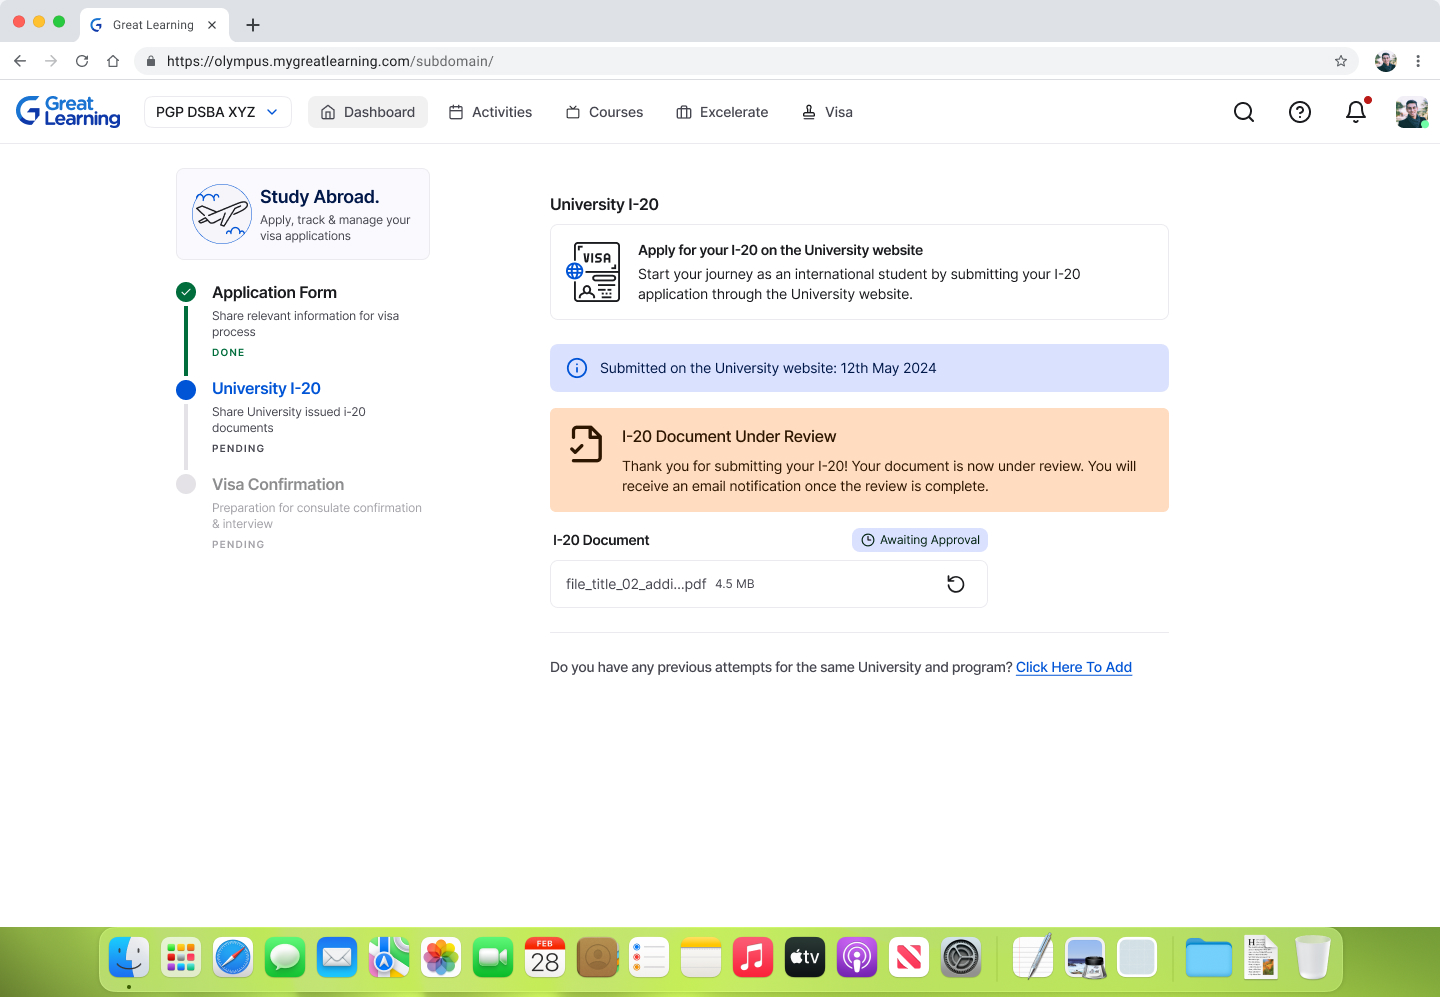 Great Learning
https://olympus.mygreatlearning.com/subdomain/
Great
Learning
PGP DSBA XYZ
Dashboard
Activities
Courses
Excelerate
Visa
Study Abroad.
Apply, track & manage your
visa applications
Application Form
Share relevant information for visa
process
DONE
University I-20
Share University issued i-20
documents
PENDING
Visa Confirmation
Preparation for consulate confirmation
& interview
PENDING
University I-20
VISA
Apply for your I-20 on the University website
Start your journey as an international student by submitting your I-20
application through the University website.
Submitted on the University website: 12th May 2024
I-20 Document Under Review
Thank you for submitting your I-20! Your document is now under review. You will
receive an email notification once the review is complete.
I-20 Document
Awaiting Approval
file_title_02_addi...pdf 4.5 MB
Do you have any previous attempts for the same University and program? Click Here To Add
FEB
28
tv